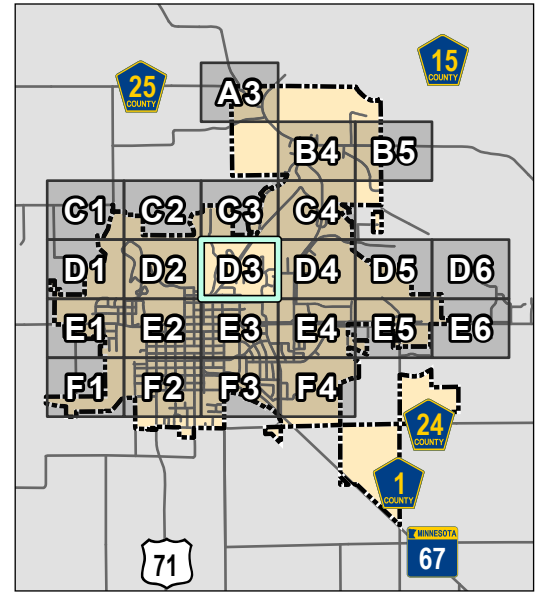 15
COUNTY
25
COUNTY
A3
B4 B5
C1 C2 C3 C4
D1 D2 D3 D4 D5 D6
E1 E2 E3 E4 E5 E6
F1 F2 F3 F4
24
COUNTY
1
COUNTY
MINNESOTA
67
71